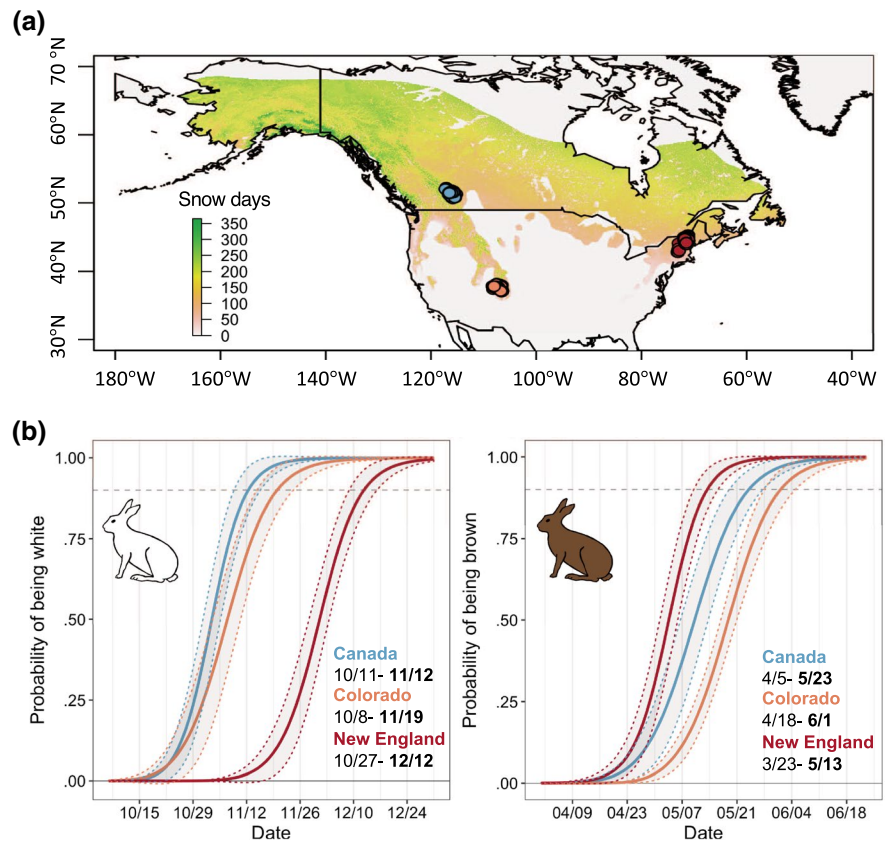 (a)
70 °N
60°N
50°N
40°N
30°N
Snow days
350
300
250
200
150
100
50
0
180°W 160°W 140°W 120°W 100°W 80°W 60°W 40°W
(b)
Probability of being white
1.00
.75
.50
.25
.00
Canada
10/11- 11/12
Colorado
10/8- 11/19
New England
10/27- 12/12
10/15 10/29 11/12 11/26 12/10 12/24
Date
Probability of being brown
1.00
.75
.50
.25
.00
Canada
4/5- 5/23
Colorado
4/18- 6/1
New England
3/23- 5/13
04/09 04/23 05/07 05/21 06/04 06/18
Date